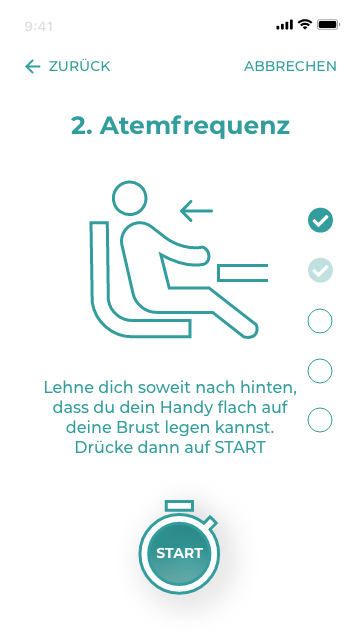 9:41
ZURÜCK
ABBRECHEN
2. Atemfrequenz
Lehne dich soweit nach hinten,
dass du dein Handy flach auf
deine Brust legen kannst.
Drücke dann auf START
START